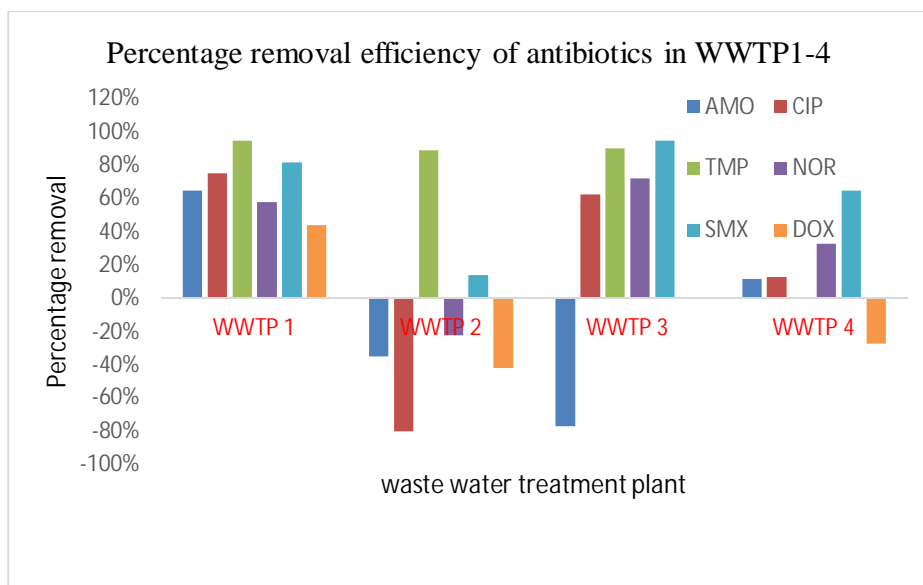 Percentage removal efficiency of antibiotics in WWTP1-4
120%
100%
80%
60%
40%
20%
0%
-20%
-40%
-60%
-80%
-100%
Percentage removal
AMO CIP
TMP NOR
SMX DOX
WWTP 1 WWTP 2 WWTP 3 WWTP 4
waste water treatment plant